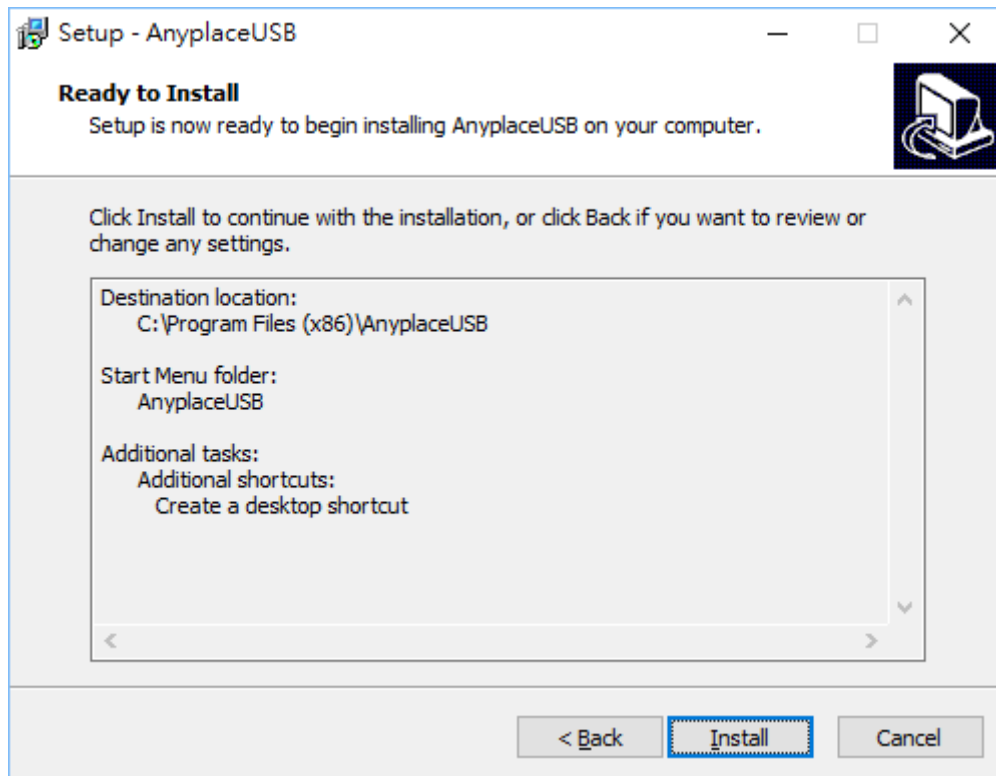 Setup - AnyplaceUSB
Ready to Install
Setup is now ready to begin installing AnyplaceUSB on your computer.
Click Install to continue with the installation, or click Back if you want to review or
change any settings.
Destination location:
C:\Program Files (x86)\AnyplaceUSB
Start Menu folder:
AnyplaceUSB
Additional tasks:
Additional shortcuts:
Create a desktop shortcut
< Back
Install
Cancel